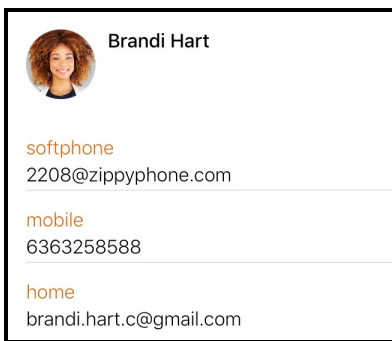 Brandi Hart
softphone
2208@zippyphone.com
mobile
6363258588
home
brandi.hart.c@gmail.com